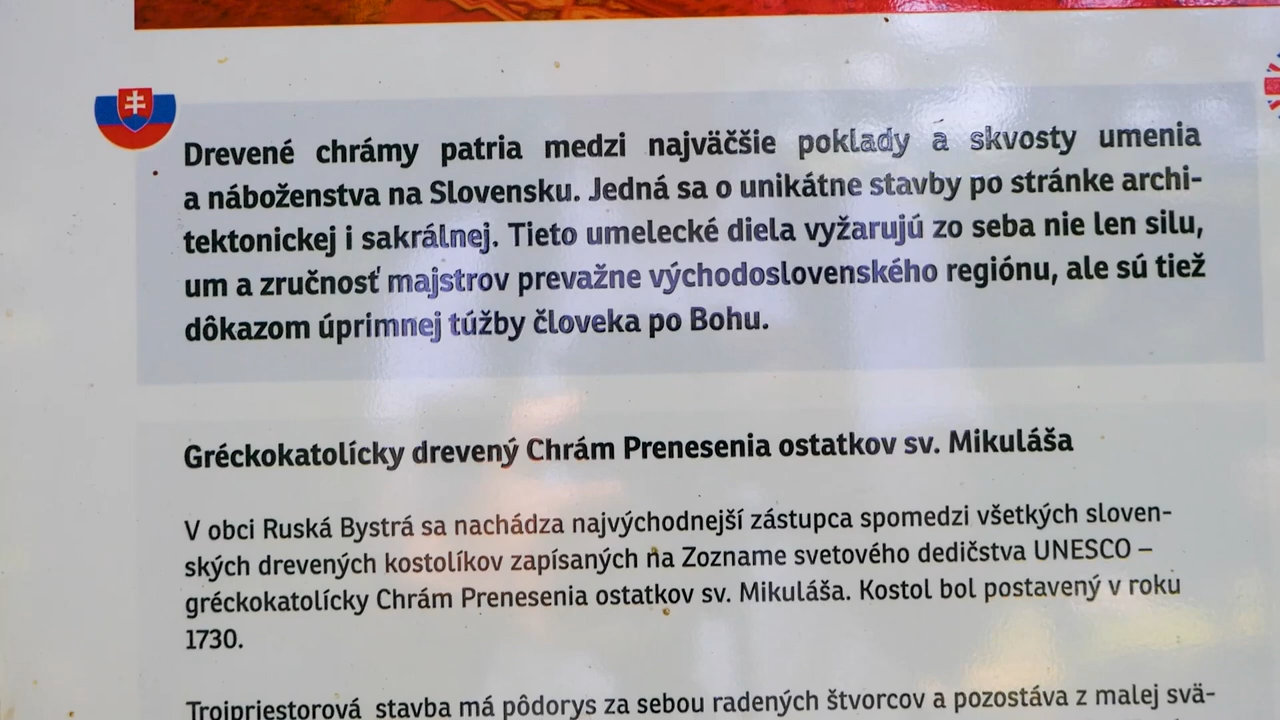 Drevené chrámy patria medzi najväčšie poklady a skvosty umenia
a náboženstva na Slovensku. Jedná sa o unikátne stavby po stránke archi-
tektonickej i sakrálnej. Tieto umelecké diela vyžarujú zo seba nie len silu,
um a zručnosť majstrov prevažne východoslovenského regiónu, ale sú tiež
dôkazom úprimnej túžby človeka po Bohu.
Gréckokatolícky drevený Chrám Prenesenia ostatkov sv. Mikuláša
V obci Ruská Bystrá sa nachádza najvýchodnejší zástupca spomedzi všetkých sloven-
ských drevených kostolíkov zapísaných na Zozname svetového dedičstva UNESCO –
gréckokatolícky Chrám Prenesenia ostatkov sv. Mikuláša. Kostol bol postavený v roku
1730.
Trojpriestorová stavba má pôdorys za sebou radených štvorcov a pozostáva z malej svä-